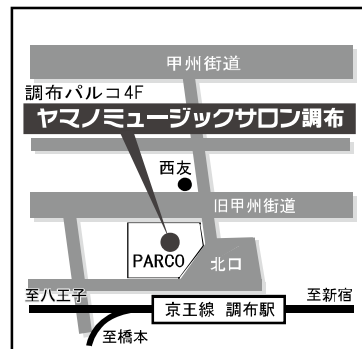 甲州街道
調布パルコ4F
ヤマノミュージックサロン調布
西友
旧甲州街道
PARCO
北口
至八王子
京王線 調布駅
至新宿
至橋本